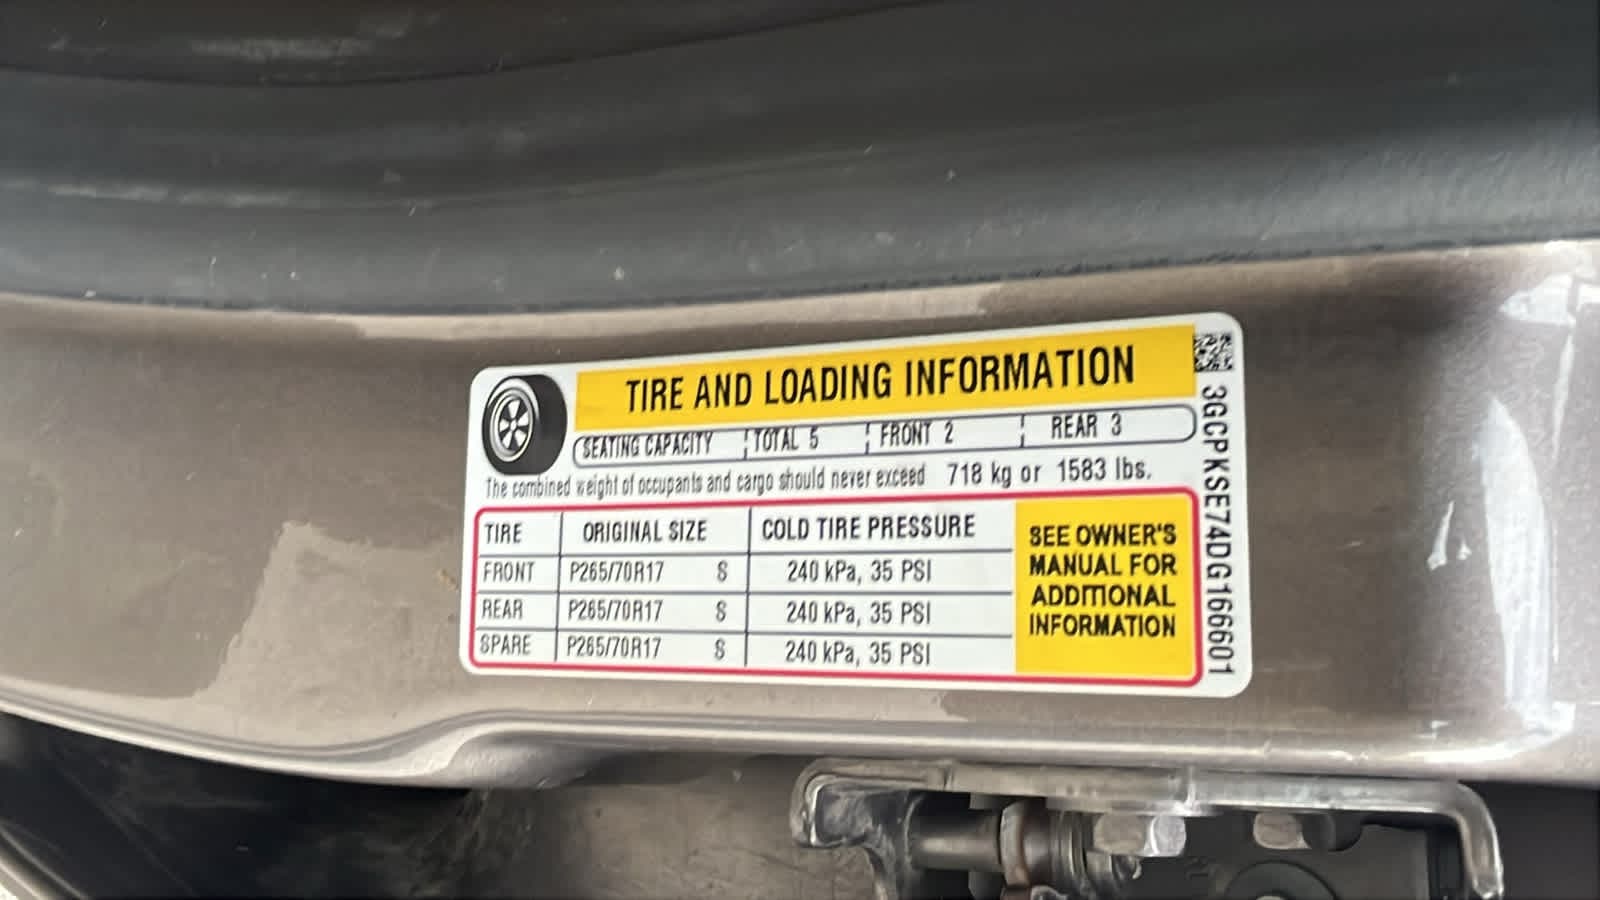 TIRE AND LOADING INFORMATION
SEATING CAPACITY TOTAL 5 FRONT 2 REAR 3
The combined weight of occupants and cargo should never exceed 718 kg or 1583 lbs.
TIRE ORIGINAL SIZE COLD TIRE PRESSURE
FRONT P265/70R17 S 240 kPa, 35 PSI
REAR P265/70R17 S 240 kPa, 35 PSI
SPARE P265/70R17 S 240 kPa, 35 PSI
SEE OWNER'S
MANUAL FOR
ADDITIONAL
INFORMATION
3GCPKSE74DG166601